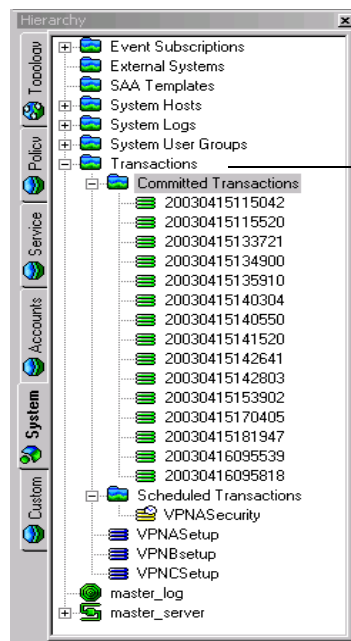 Hierarchy
Topology
Policy
Service
Accounts
System
Custom
Event Subscriptions
External Systems
SAA Templates
System Hosts
System Logs
System User Groups
Transactions
Committed Transactions
20030415115042
20030415115520
20030415133721
20030415134900
20030415135910
20030415140304
20030415140550
20030415141520
20030415142641
20030415142803
20030415153902
20030415170405
20030415181947
20030416095539
20030416095818
Scheduled Transactions
VPNASecurity
VPNASetup
VPNBsetup
VPNCSetup
master_log
master_server